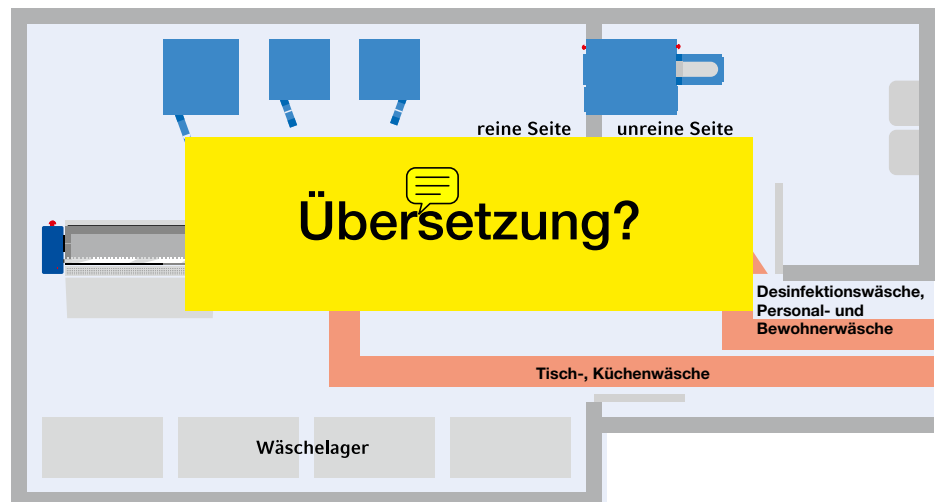 reine Seite
unreine Seite
Übersetzung?
Desinfektionswäsche,
Personal- und
Bewohnerwäsche
Tisch-, Küchenwäsche
Wäschelager